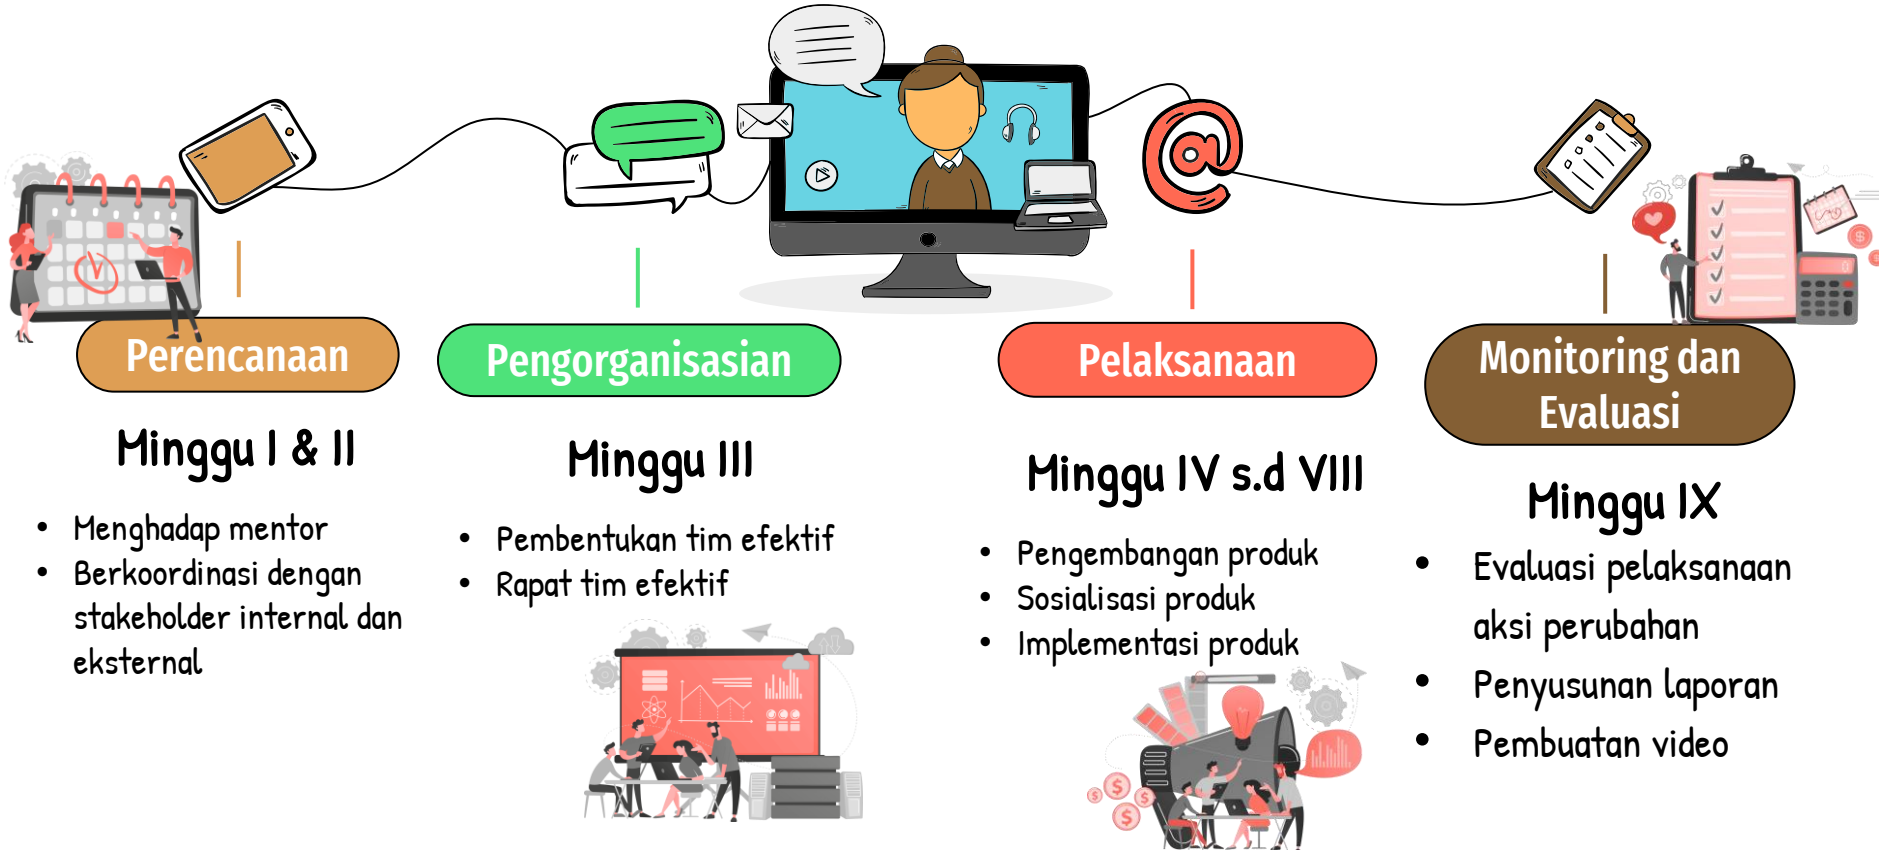 Perencanaan
Minggu I & II
• Menghadap mentor
• Berkoordinasi dengan
stakeholder internal dan
eksternal
Pengorganisasian
Minggu III
• Pembentukan tim efektif
• Rapat tim efektif
Pelaksanaan
Minggu IV s.d VIII
• Pengembangan produk
• Sosialisasi produk
• Implementasi produk
Monitoring dan
Evaluasi
Minggu IX
• Evaluasi pelaksanaan
aksi perubahan
• Penyusunan laporan
• Pembuatan video